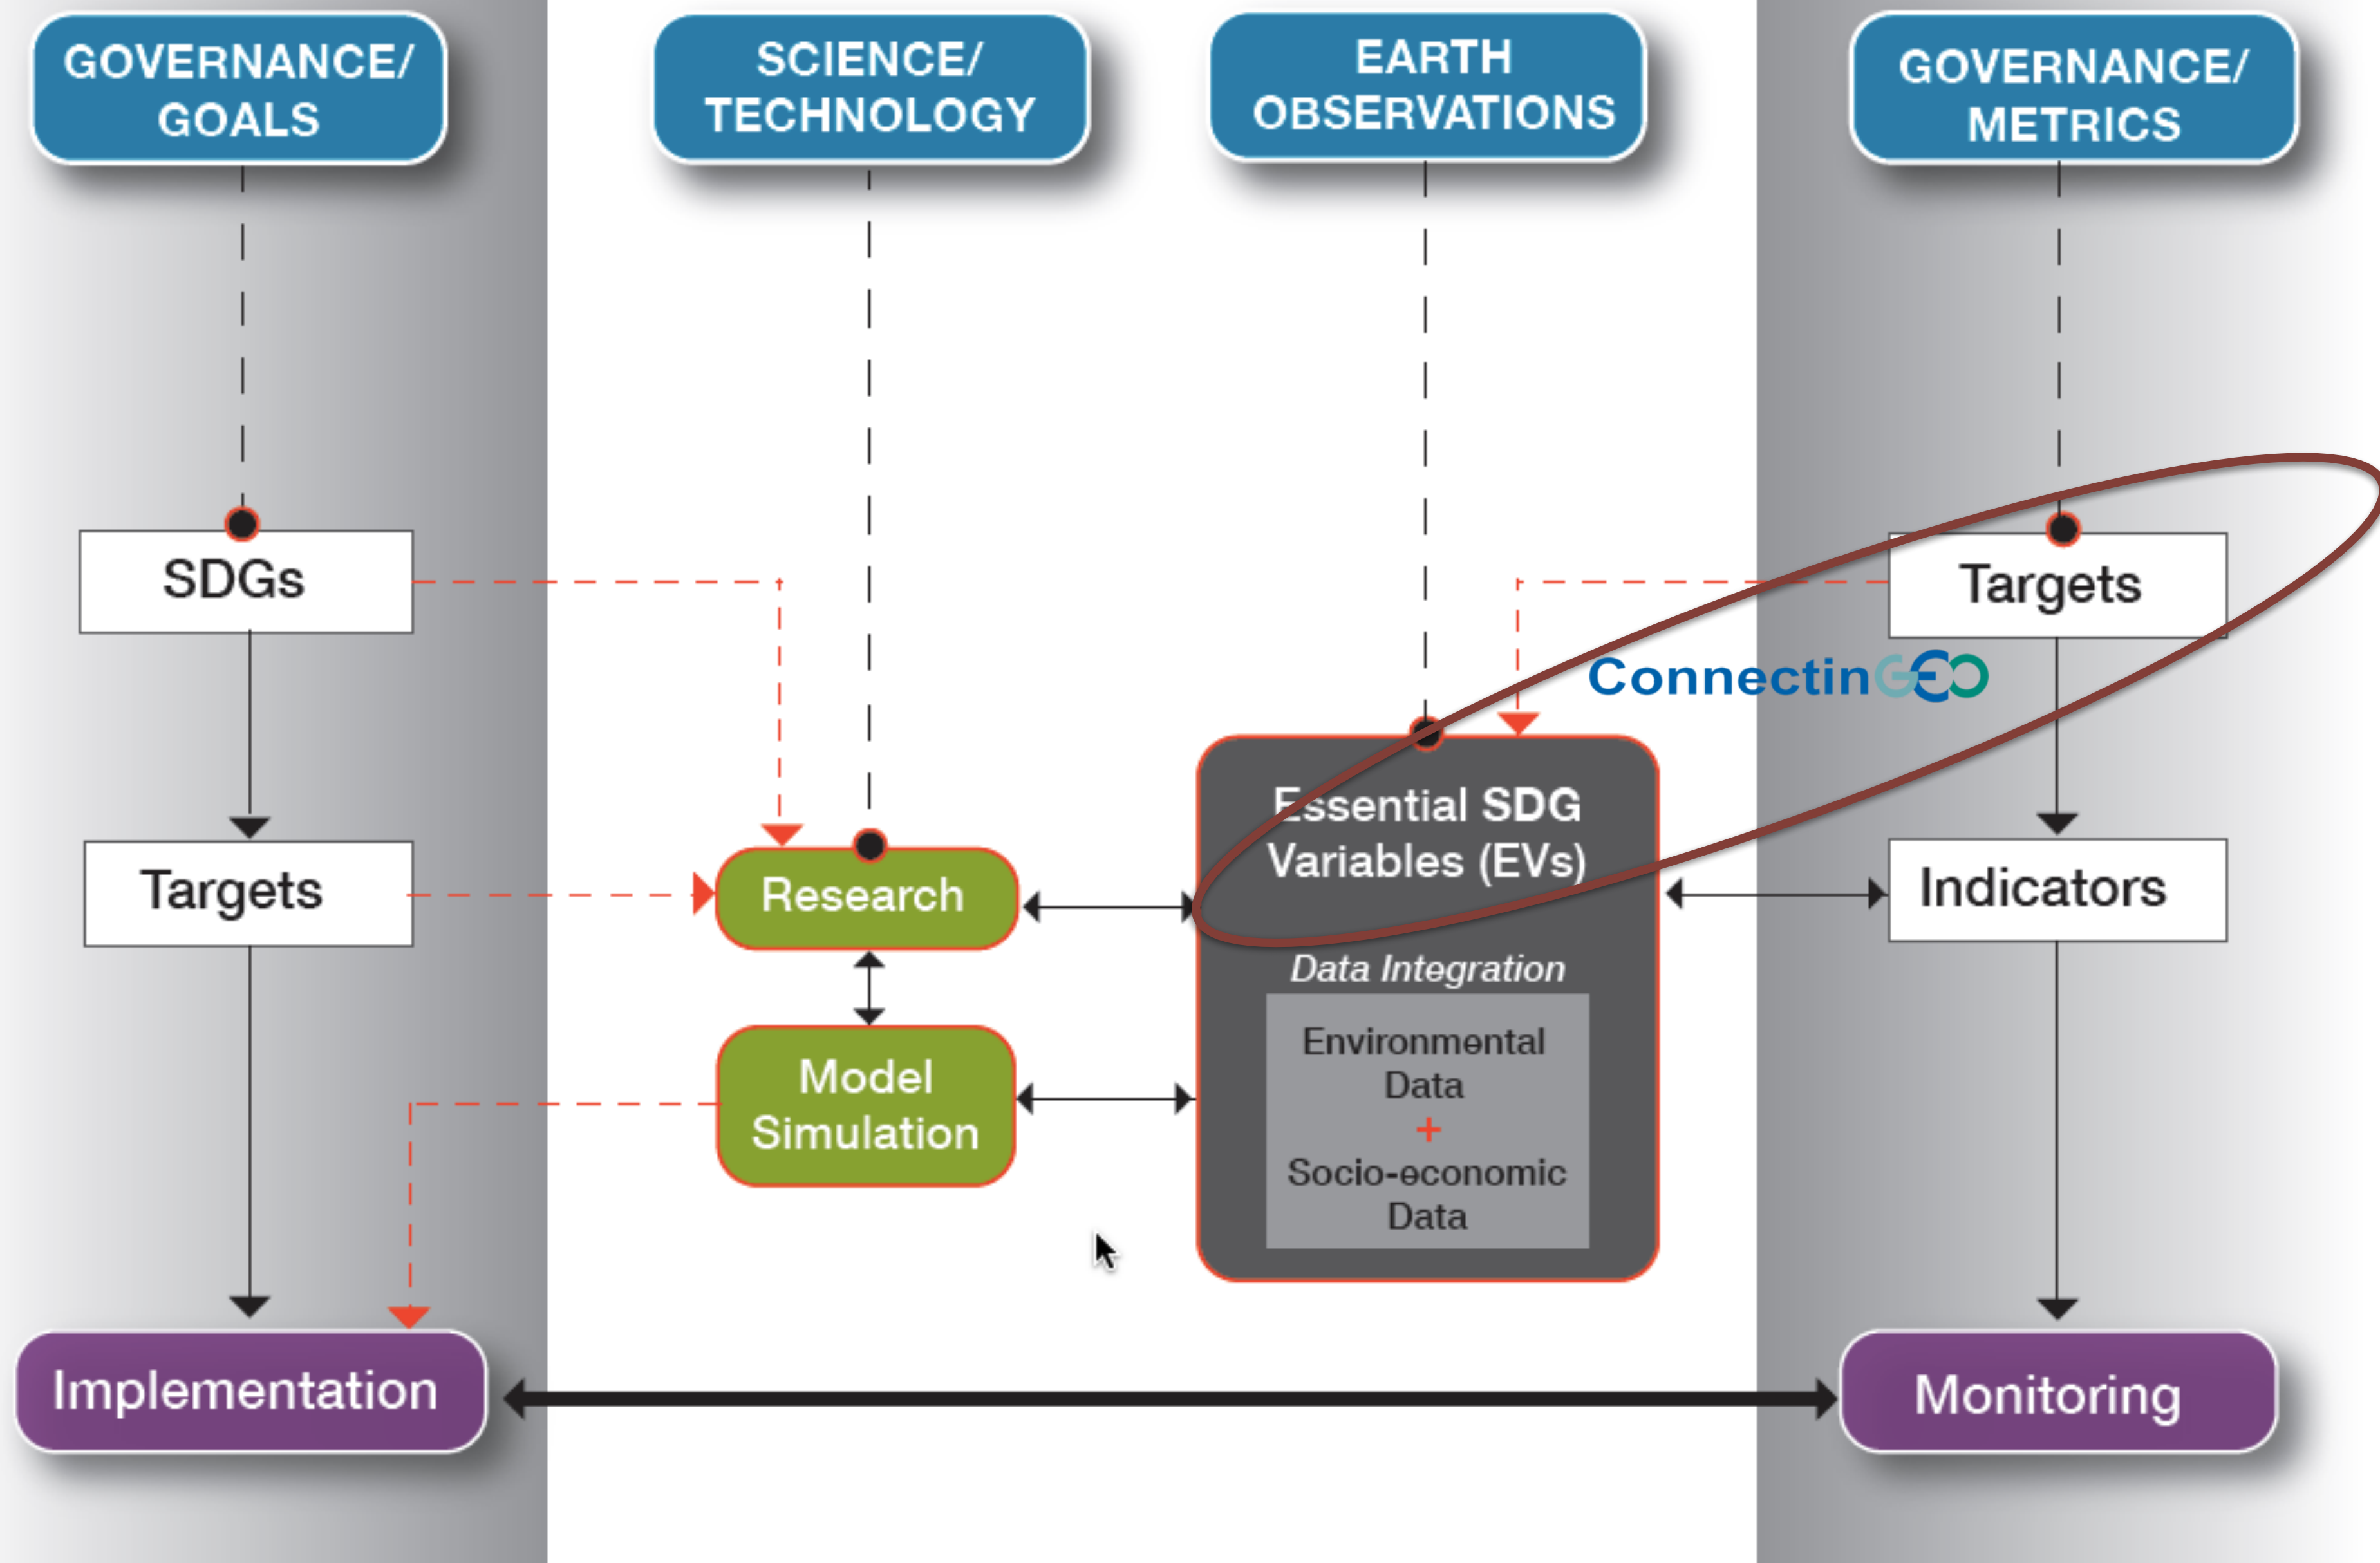 GOVERNANCE/
GOALS
SCIENCE/
TECHNOLOGY
EARTH
OBSERVATIONS
GOVERNANCE/
METRICS
SDGs
Targets
Implementation
Research
Model
Simulation
Essential SDG
Variables (EVs)
Data Integration
Environmental
Data
+
Socio-economic
Data
ConnectinGEO
Targets
Indicators
Monitoring